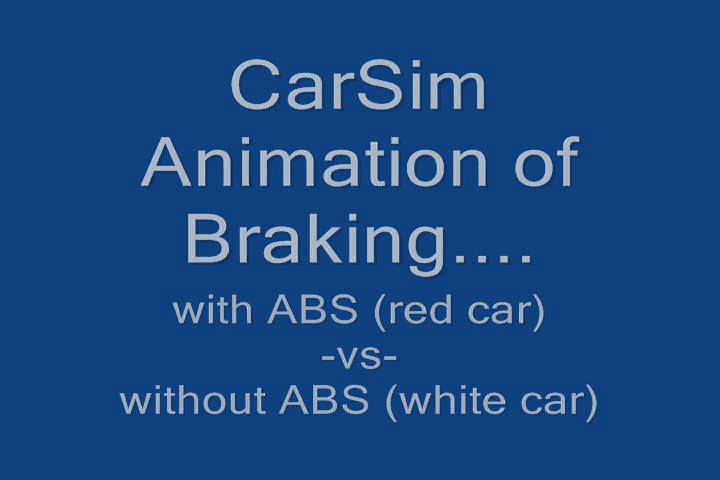 CarSim
Animation of
Braking....
with ABS (red car)
-vs-
without ABS (white car)